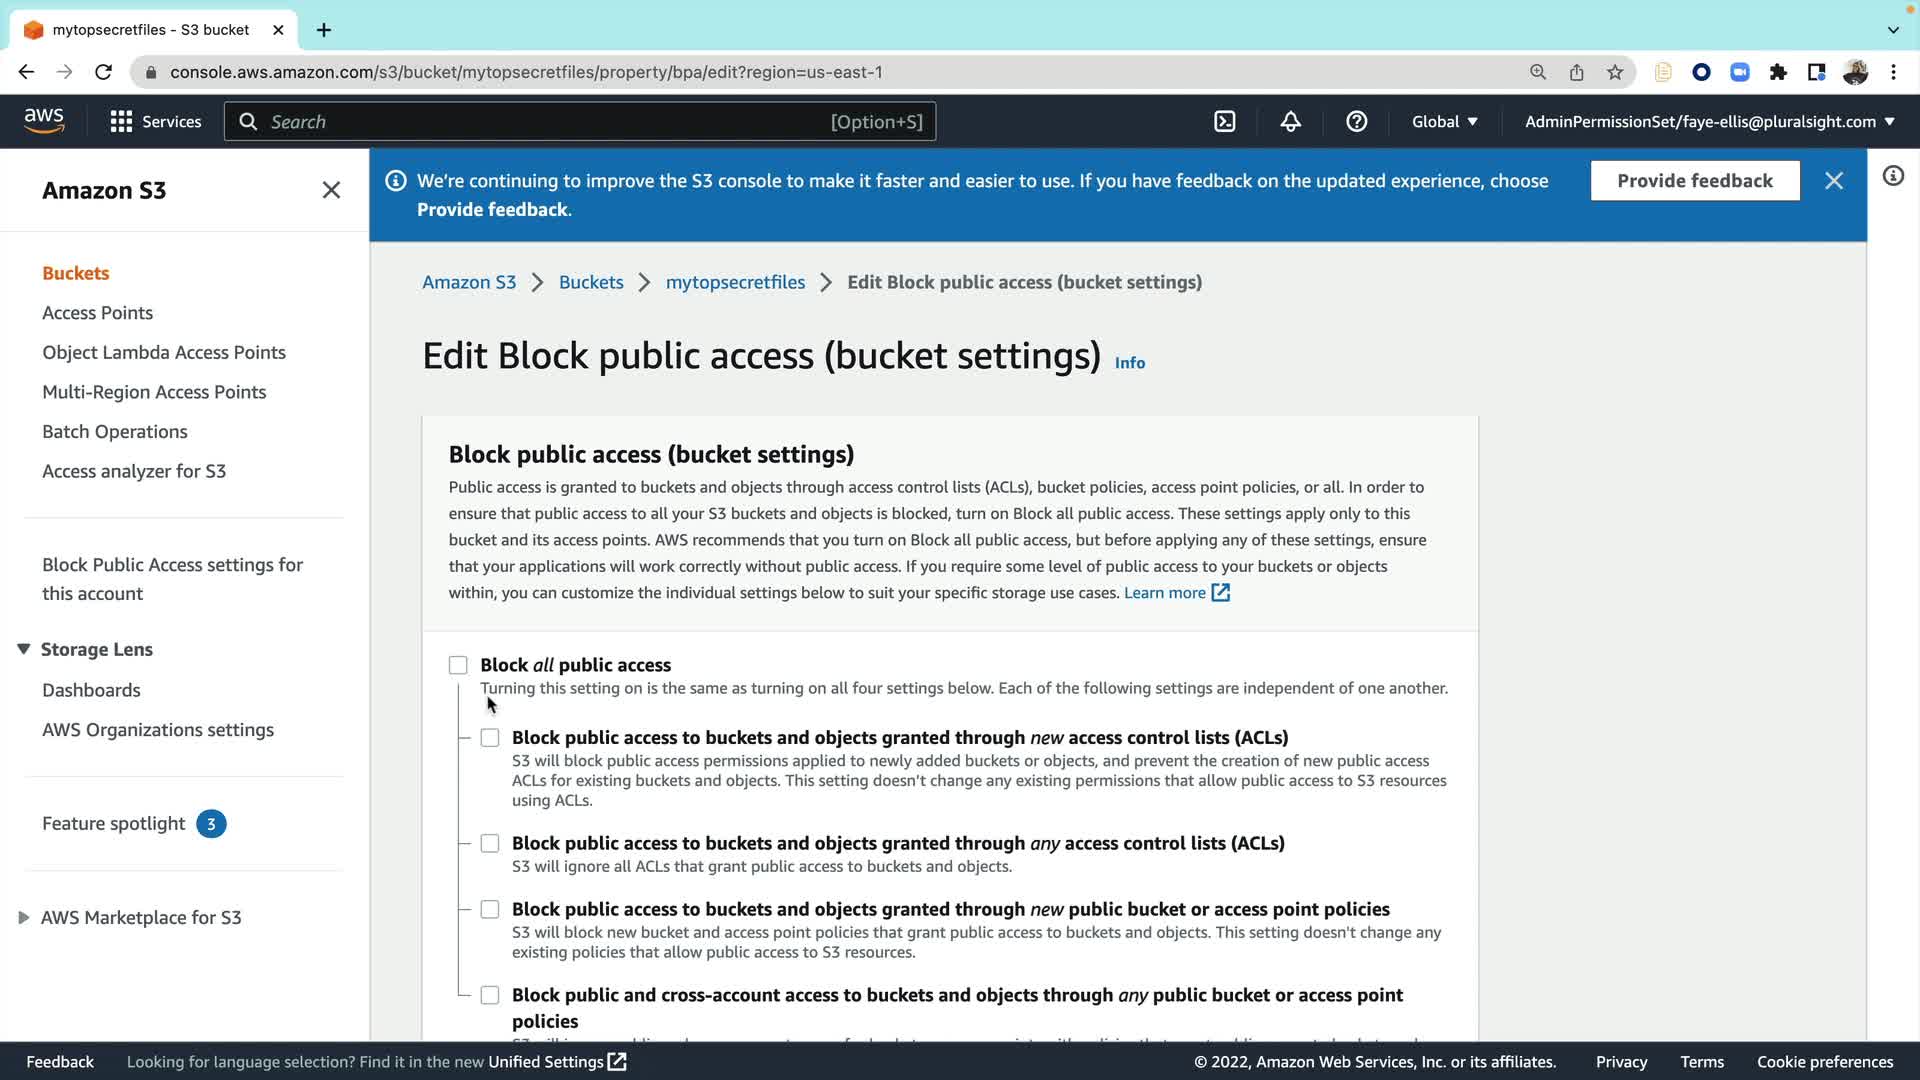 mytopsecretfiles - S3 bucket
console.aws.amazon.com/s3/bucket/mytopsecretfiles/property/bpa/edit?region=us-east-1
aws
Services
Search
[Option+S]
Global
AdminPermissionSet/faye-ellis@pluralsight.com
Amazon S3
Buckets
Access Points
Object Lambda Access Points
Multi-Region Access Points
Batch Operations
Access analyzer for S3
Block Public Access settings for
this account
Storage Lens
Dashboards
AWS Organizations settings
Feature spotlight 3
AWS Marketplace for S3
We're continuing to improve the S3 console to make it faster and easier to use. If you have feedback on the updated experience, choose
Provide feedback.
Provide feedback
Amazon S3 > Buckets > mytopsecretfiles > Edit Block public access (bucket settings)
Edit Block public access (bucket settings) Info
Block public access (bucket settings)
Public access is granted to buckets and objects through access control lists (ACLs), bucket policies, access point policies, or all. In order to
ensure that public access to all your S3 buckets and objects is blocked, turn on Block all public access. These settings apply only to this
bucket and its access points. AWS recommends that you turn on Block all public access, but before applying any of these settings, ensure
that your applications will work correctly without public access. If you require some level of public access to your buckets or objects
within, you can customize the individual settings below to suit your specific storage use cases. Learn more
Block all public access
Turning this setting on is the same as turning on all four settings below. Each of the following settings are independent of one another.
Block public access to buckets and objects granted through new access control lists (ACLs)
S3 will block public access permissions applied to newly added buckets or objects, and prevent the creation of new public access
ACLs for existing buckets and objects. This setting doesn't change any existing permissions that allow public access to S3 resources
using ACLs.
Block public access to buckets and objects granted through any access control lists (ACLs)
S3 will ignore all ACLs that grant public access to buckets and objects.
Block public access to buckets and objects granted through new public bucket or access point policies
S3 will block new bucket and access point policies that grant public access to buckets and objects. This setting doesn't change any
existing policies that allow public access to S3 resources.
Block public and cross-account access to buckets and objects through any public bucket or access point
policies
Feedback
Looking for language selection? Find it in the new Unified Settings
© 2022, Amazon Web Services, Inc. or its affiliates.
Privacy
Terms
Cookie preferences